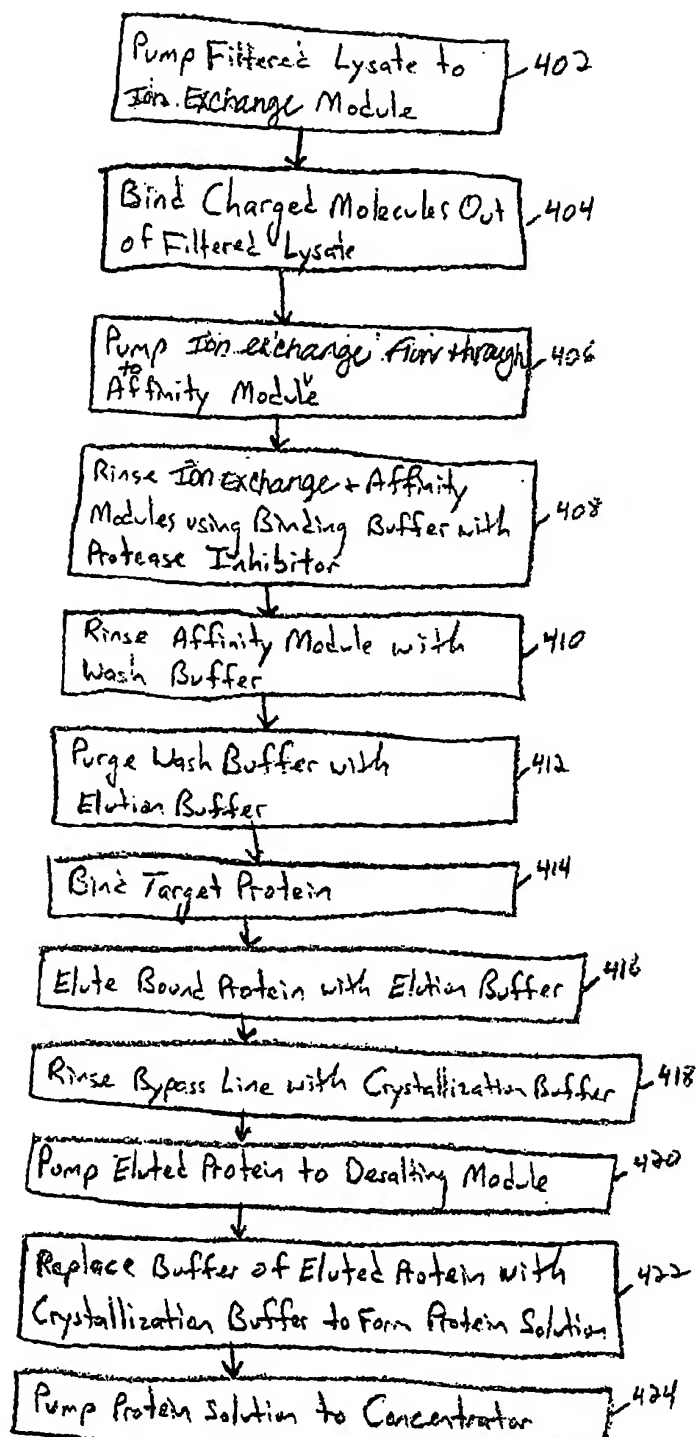 Pump Filtered Lysate to
Ion Exchange Module
402
Bind Charged Molecules Out
of Filtered Lysate
404
Pump Ion exchange Flow through
to
Affinity Module
406
Rinse Ion Exchange + Affinity
Modules using Binding Buffer with
Protease Inhibitor
408
Rinse Affinity Module with
Wash Buffer
410
Purge Wash Buffer with
Elution Buffer
412
Bind Target Protein
414
Elute Bound Protein with Elution Buffer
416
Rinse Bypass Line with Crystallization Buffer
418
Pump Eluted Protein to Desalting Module
420
Replace Buffer of Eluted Protein with
Crystallization Buffer to Form Protein Solution
422
Pump Protein Solution to Concentrator
424